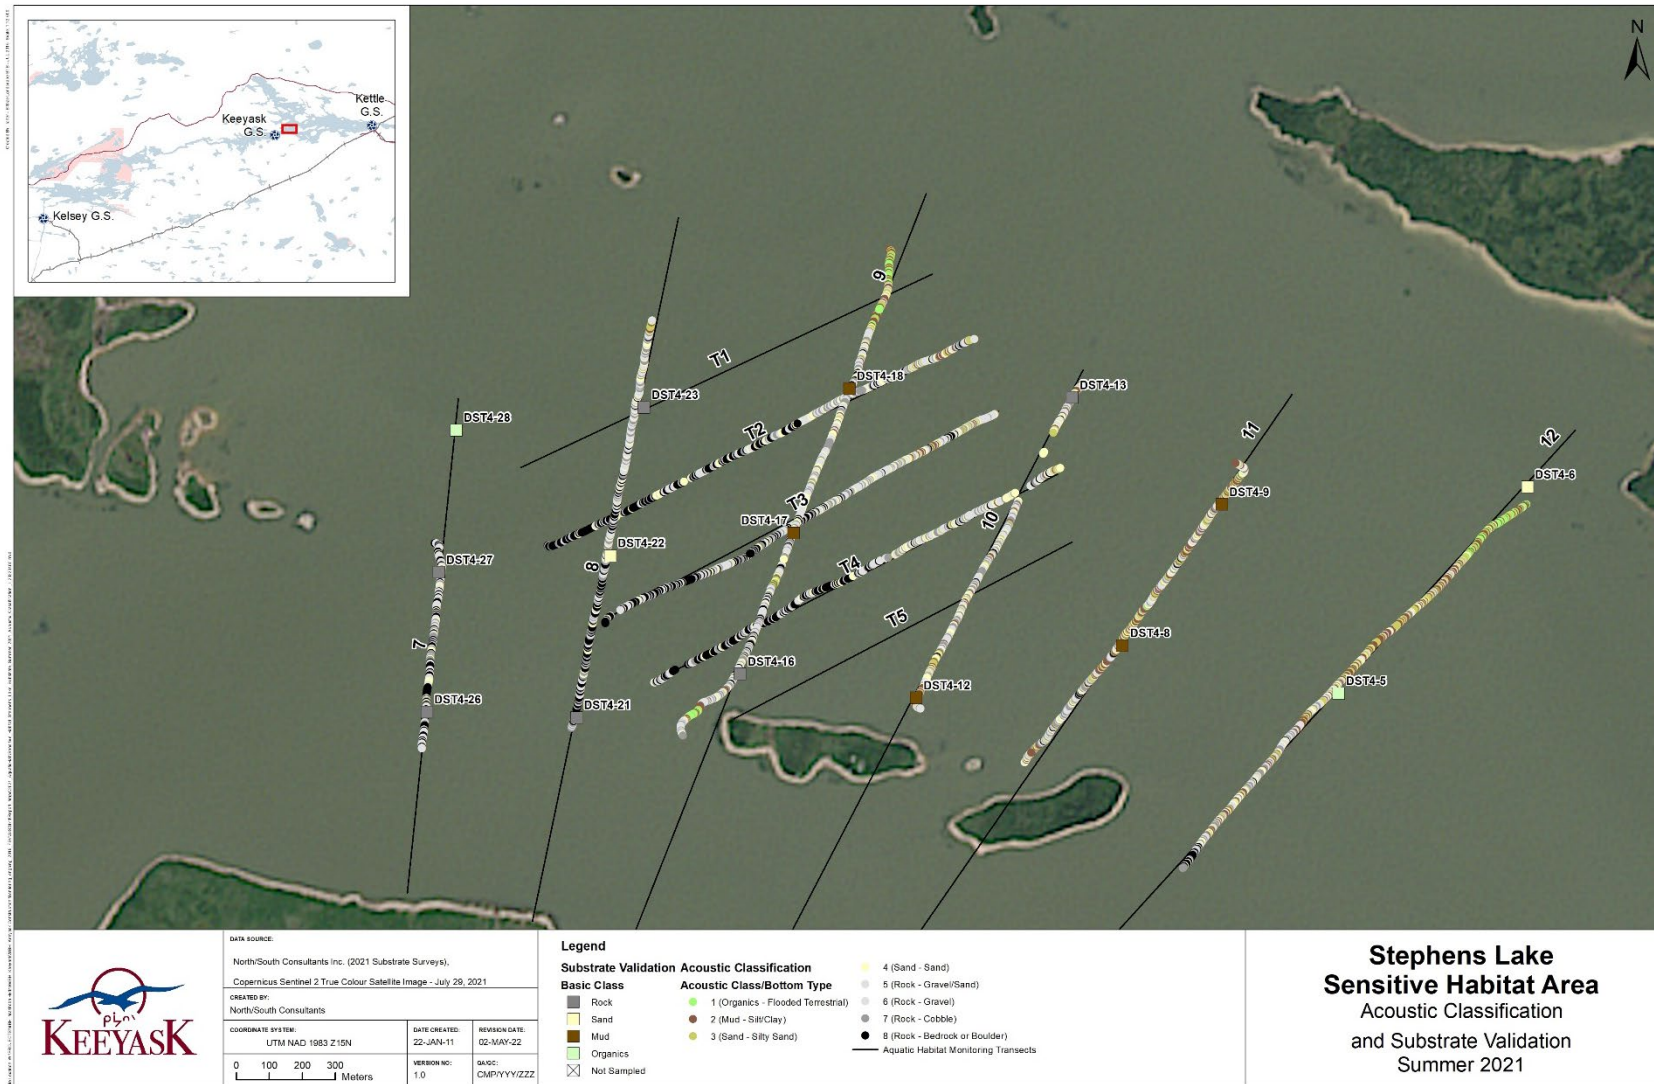 N
Kettle
G.S.
Keeyask
G.S.
Kelsey G.S.
9
T1
DST4-18
DST4-13
DST4-23
DST4-28
T2
11
12
DST4-6
DST4-9
T3
DST4-17
10
DST4-22
8
T4
DST4-27
T5
7
DST4-8
DST4-16
DST4-5
DST4-12
DST4-26
DST4-21
KEEYASK
DATA SOURCE:
North/South Consultants Inc. (2021 Substrate Surveys),
Copernicus Sentinel 2 True Colour Satellite Image - July 29, 2021
CREATED BY:
North/South Consultants
COORDINATE SYSTEM:
UTM NAD 1983 Z15N
DATE CREATED:
22-JAN-11
REVISION DATE:
02-MAY-22
0 100 200 300
Meters
VERSION NO:
1.0
QA/QC:
CMP/YYY/ZZZ
Legend
Substrate Validation
Basic Class
Rock
Sand
Mud
Organics
Not Sampled
Acoustic Classification
Acoustic Class/Bottom Type
1 (Organics - Flooded Terrestrial)
2 (Mud - Silt/Clay)
3 (Sand - Silty Sand)
4 (Sand - Sand)
5 (Rock - Gravel/Sand)
6 (Rock - Gravel)
7 (Rock - Cobble)
8 (Rock - Bedrock or Boulder)
Aquatic Habitat Monitoring Transects
Stephens Lake
Sensitive Habitat Area
Acoustic Classification
and Substrate Validation
Summer 2021